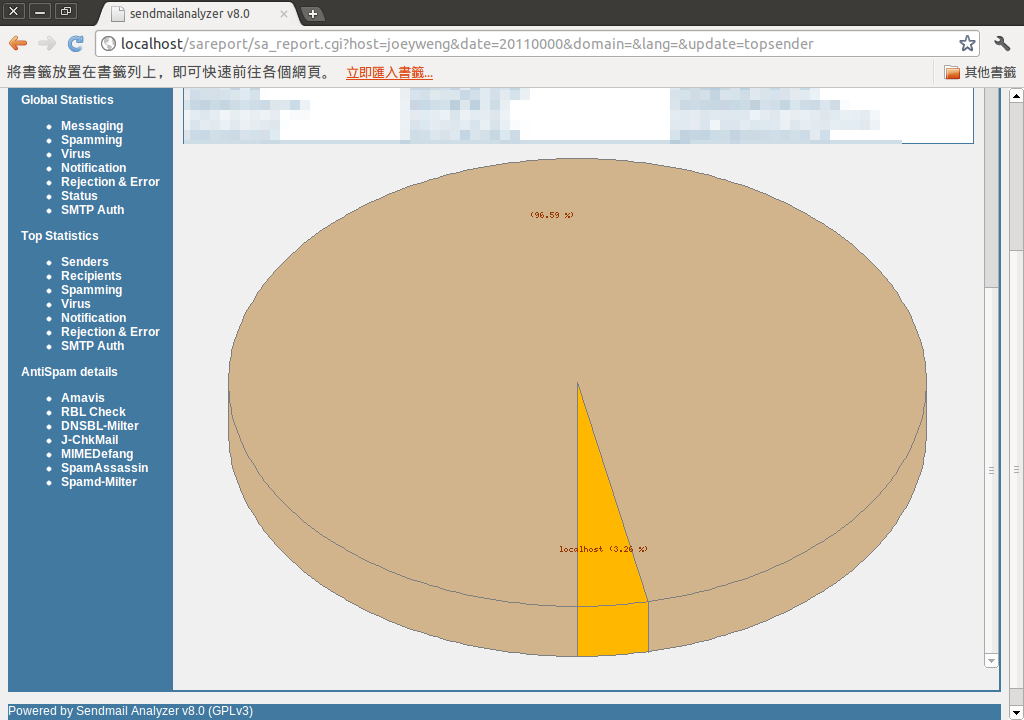 sendmailanalyzer v8.0
localhost/sareport/sa_report.cgi?host=joeyweng&date=20110000&domain=&lang=&update=topsender
將書籤放置在書籤列上，即可快速前往各個網頁。 立即匯入書籤... 其他書籤
Global Statistics
Messaging
Spamming
Virus
Notification
Rejection & Error
Status
SMTP Auth
Top Statistics
Senders
Recipients
Spamming
Virus
Notification
Rejection & Error
SMTP Auth
AntiSpam details
Amavis
RBL Check
DNSBL-Milter
J-ChkMail
MIMEDefang
SpamAssassin
Spamd-Milter
(96.59 %)
localhost (3.26 %)
Powered by Sendmail Analyzer v8.0 (GPLv3)